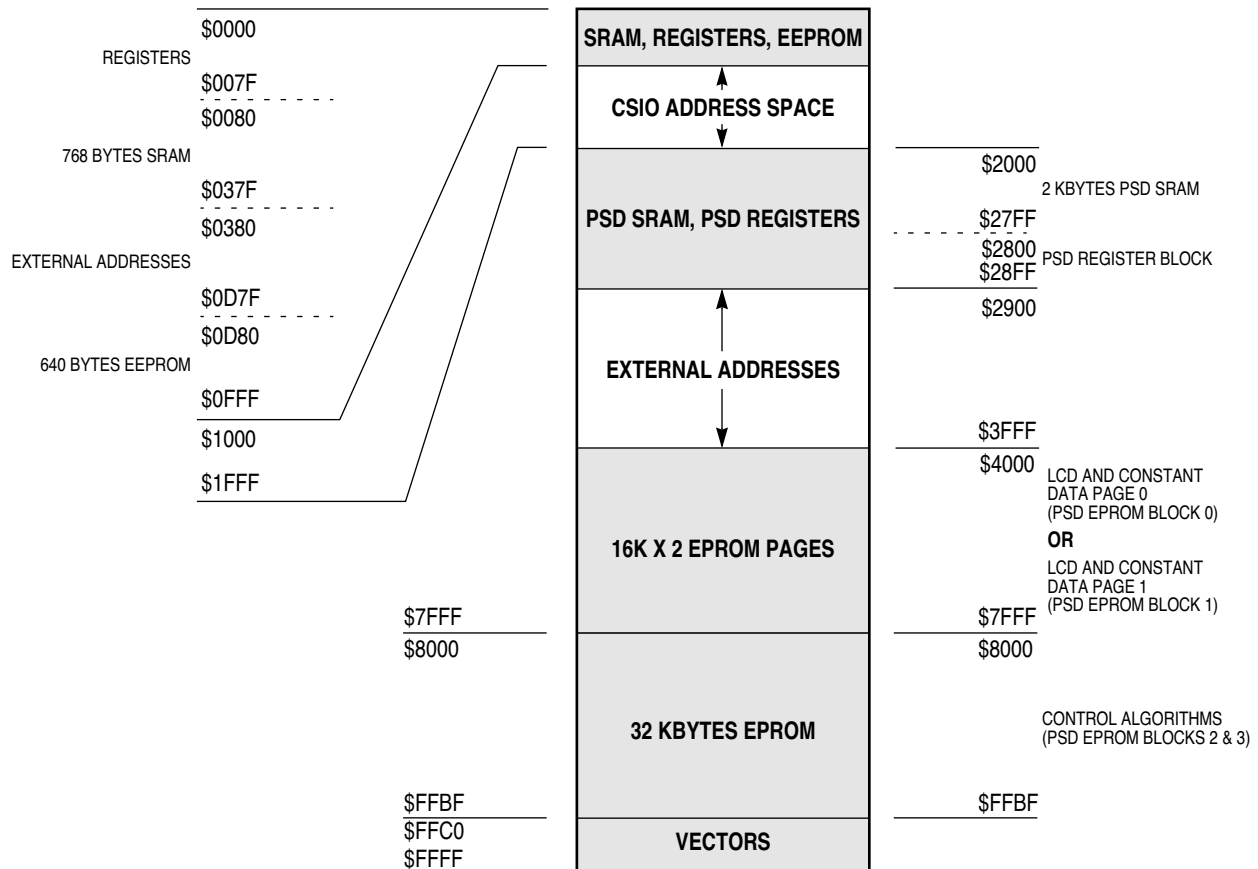 $0000
REGISTERS
$007F
$0080
768 BYTES SRAM
$037F
$0380
EXTERNAL ADDRESSES
$0D7F
$0D80
640 BYTES EEPROM
$0FFF
$1000
$1FFF
$7FFF
$8000
$FFBF
$FFC0
$FFFF
SRAM, REGISTERS, EEPROM
CSIO ADDRESS SPACE
PSD SRAM, PSD REGISTERS
EXTERNAL ADDRESSES
16K X 2 EPROM PAGES
32 KBYTES EPROM
VECTORS
$2000
2 KBYTES PSD SRAM
$27FF
$2800
PSD REGISTER BLOCK
$28FF
$2900
$3FFF
$4000
LCD AND CONSTANT
DATA PAGE 0
(PSD EPROM BLOCK 0)
OR
LCD AND CONSTANT
DATA PAGE 1
(PSD EPROM BLOCK 1)
$7FFF
$8000
CONTROL ALGORITHMS
(PSD EPROM BLOCKS 2 & 3)
$FFBF